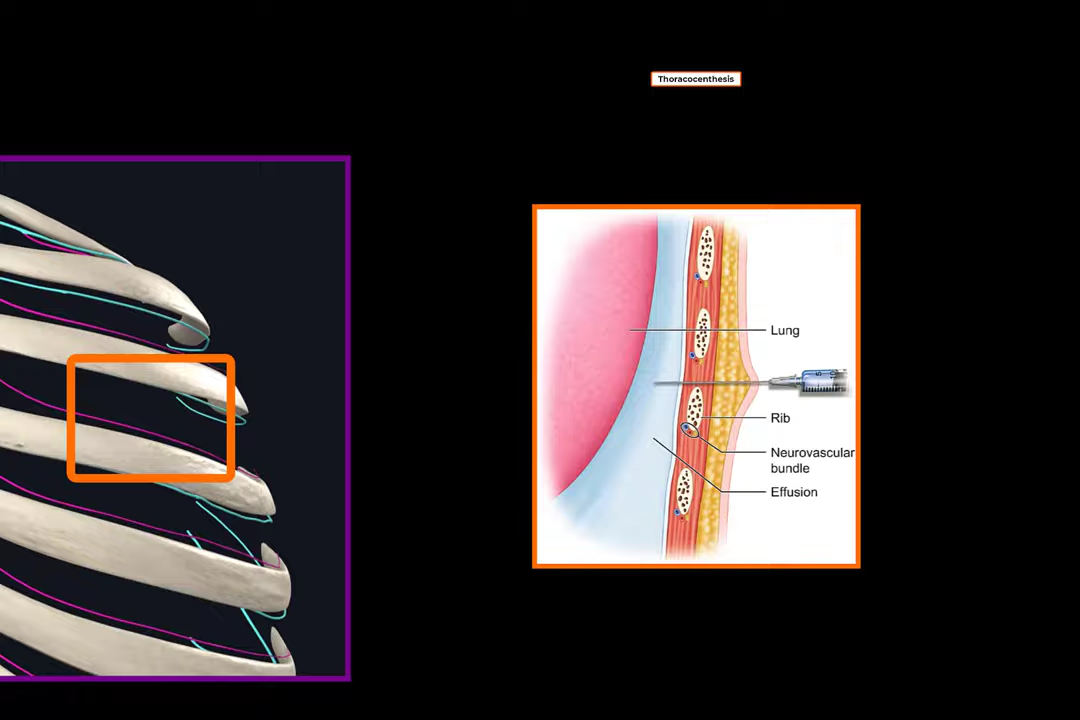 Thoracocenthesis
Lung
Rib
Neurovascular
bundle
Effusion